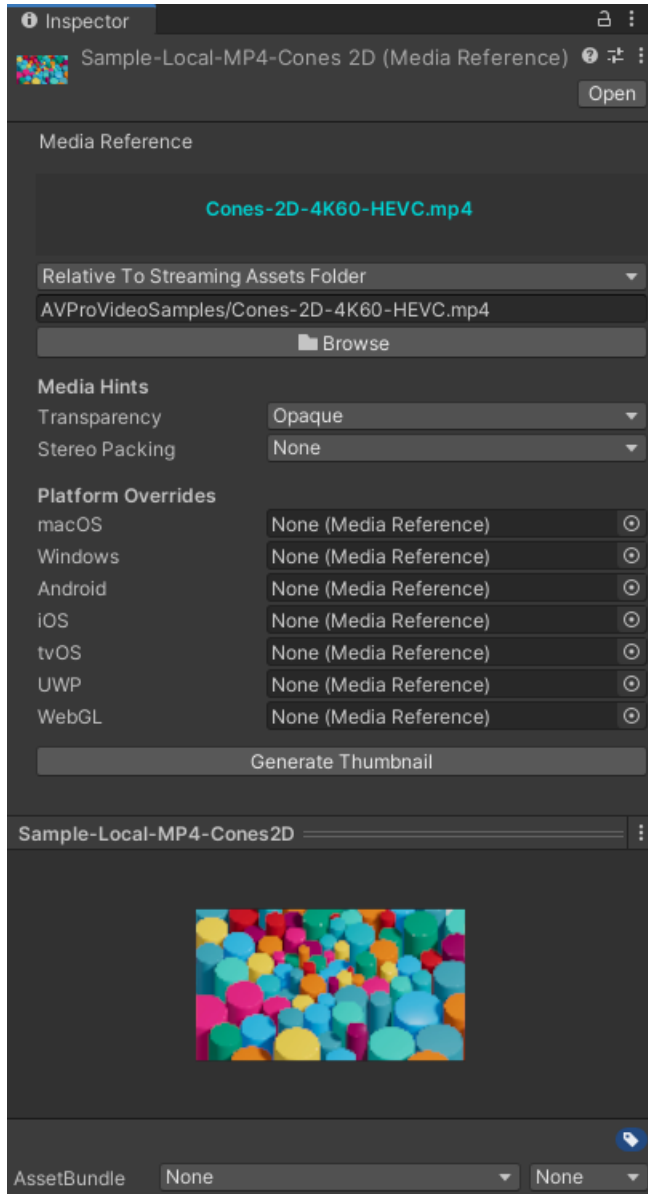 Inspector
Sample-Local-MP4-Cones 2D (Media Reference)
Open
Media Reference
Cones-2D-4K60-HEVC.mp4
Relative To Streaming Assets Folder
AVProVideoSamples/Cones-2D-4K60-HEVC.mp4
Browse
Media Hints
Transparency Opaque
Stereo Packing None
Platform Overrides
macOS None (Media Reference)
Windows None (Media Reference)
Android None (Media Reference)
iOS None (Media Reference)
tvOS None (Media Reference)
UWP None (Media Reference)
WebGL None (Media Reference)
Generate Thumbnail
Sample-Local-MP4-Cones2D
AssetBundle None None